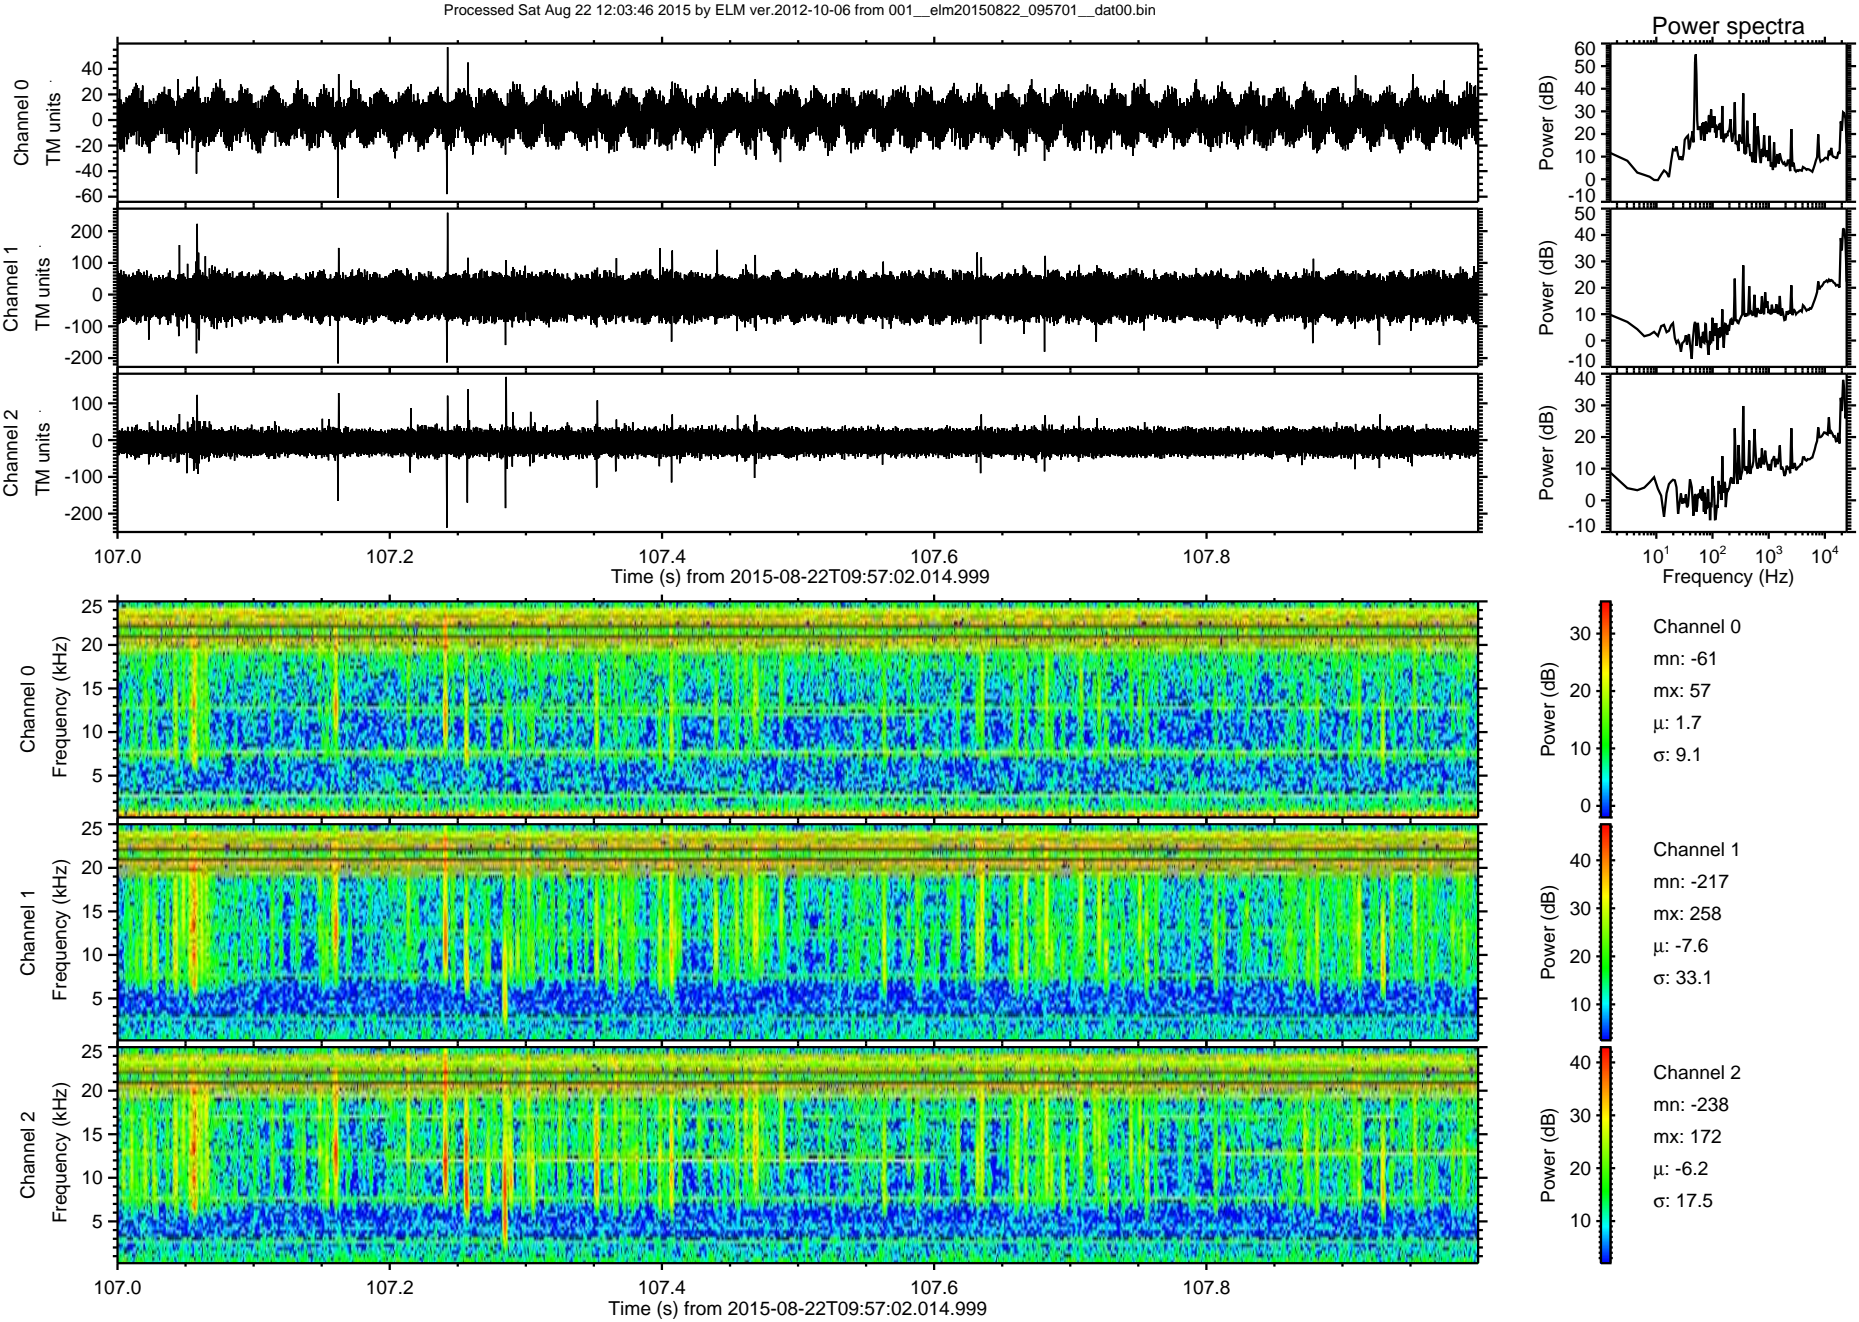 Processed Sat Aug 22 12:03:46 2015 by ELM ver.2012-10-06 from 001__elm20150822_095701__dat00.bin
Power spectra
Channel 0
TM units
40
20
0
-20
-40
-60
Power (dB)
60
50
40
30
20
10
0
-10
Channel 1
TM units
200
100
0
-100
-200
Power (dB)
50
40
30
20
10
0
-10
Channel 2
TM units
100
0
-100
-200
Power (dB)
40
30
20
10
0
-10
107.0 107.2 107.4 107.6 107.8
Time (s) from 2015-08-22T09:57:02.014.999
10¹ 10² 10³ 10⁴
Frequency (Hz)
Channel 0
Frequency (kHz)
25
20
15
10
5
Power (dB)
30
20
10
0
Channel 0
mn: -61
mx: 57
μ: 1.7
σ: 9.1
Channel 1
Frequency (kHz)
25
20
15
10
5
Power (dB)
40
30
20
10
Channel 1
mn: -217
mx: 258
μ: -7.6
σ: 33.1
Channel 2
Frequency (kHz)
25
20
15
10
5
Power (dB)
40
30
20
10
Channel 2
mn: -238
mx: 172
μ: -6.2
σ: 17.5
107.0 107.2 107.4 107.6 107.8
Time (s) from 2015-08-22T09:57:02.014.999